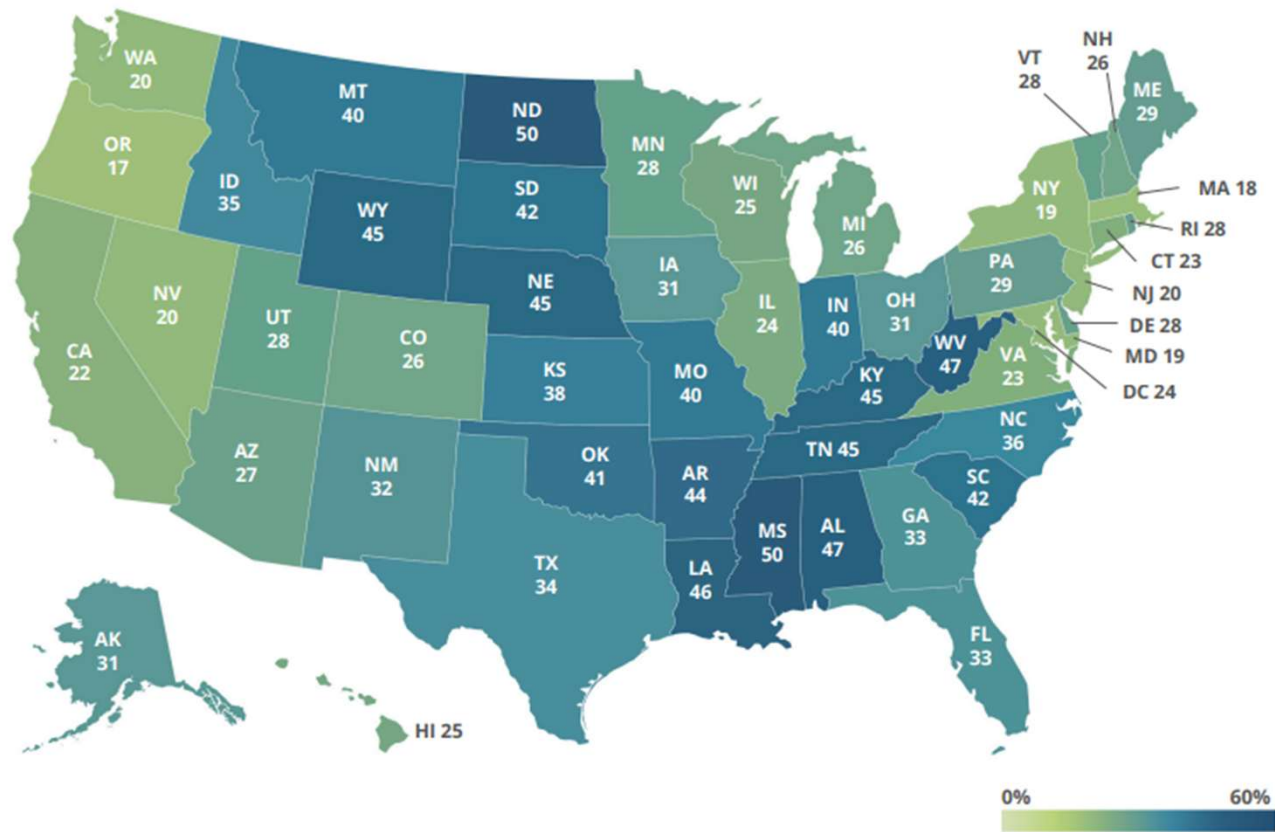 WA
20
OR
17
CA
22
NV
20
ID
35
MT
40
WY
45
UT
28
CO
26
AZ
27
NM
32
ND
50
SD
42
NE
45
KS
38
OK
41
TX
34
MN
28
IA
31
MO
40
AR
44
LA
46
WI
25
IL
24
MI
26
IN
40
OH
31
KY
45
TN 45
MS
50
AL
47
GA
33
FL
33
SC
42
NC
36
VA
23
WV
47
PA
29
NY
19
VT
28
NH
26
ME
29
MA 18
RI 28
CT 23
NJ 20
DE 28
MD 19
DC 24
AK
31
HI 25
0% 60%